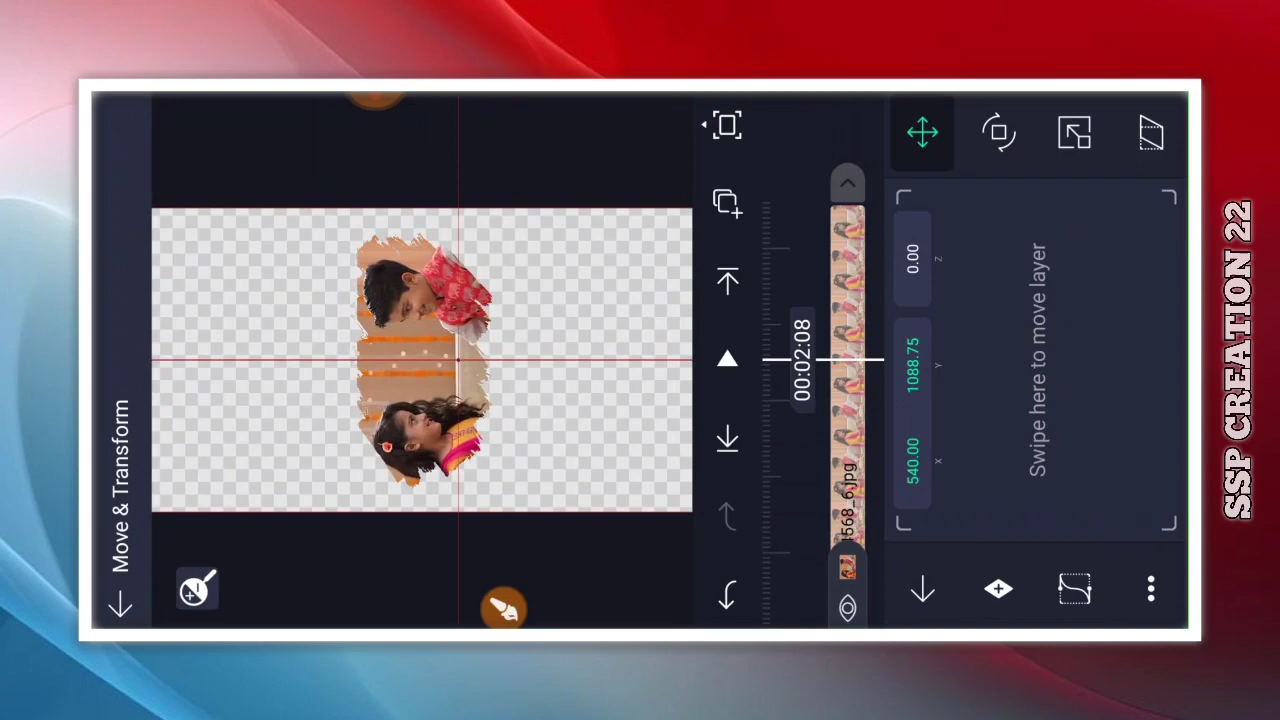 Move & Transform
00:02:08
568_6.jpg
540.00
X
1088.75
Y
0.00
Z
Swipe here to move layer
SSP CREATION 22